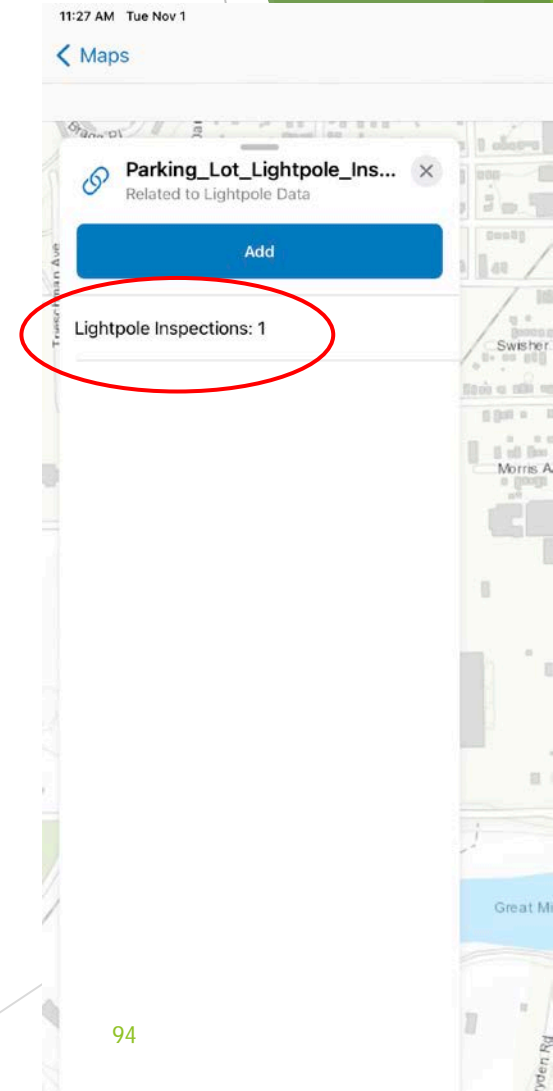 11:27 AM Tue Nov 1
Maps
Parking_Lot_Lightpole_Ins...
Related to Lightpole Data
Add
Lightpole Inspections: 1
Swisher
Morris A
Great Mi
94